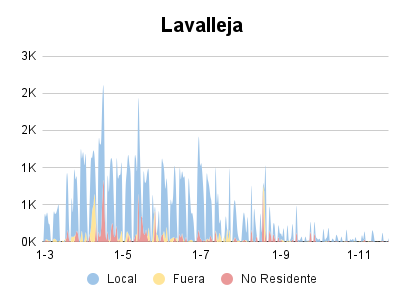 Lavalleja
3K
2K
2K
1K
1K
0K
1-3 1-5 1-7 1-9 1-11
Local Fuera No Residente